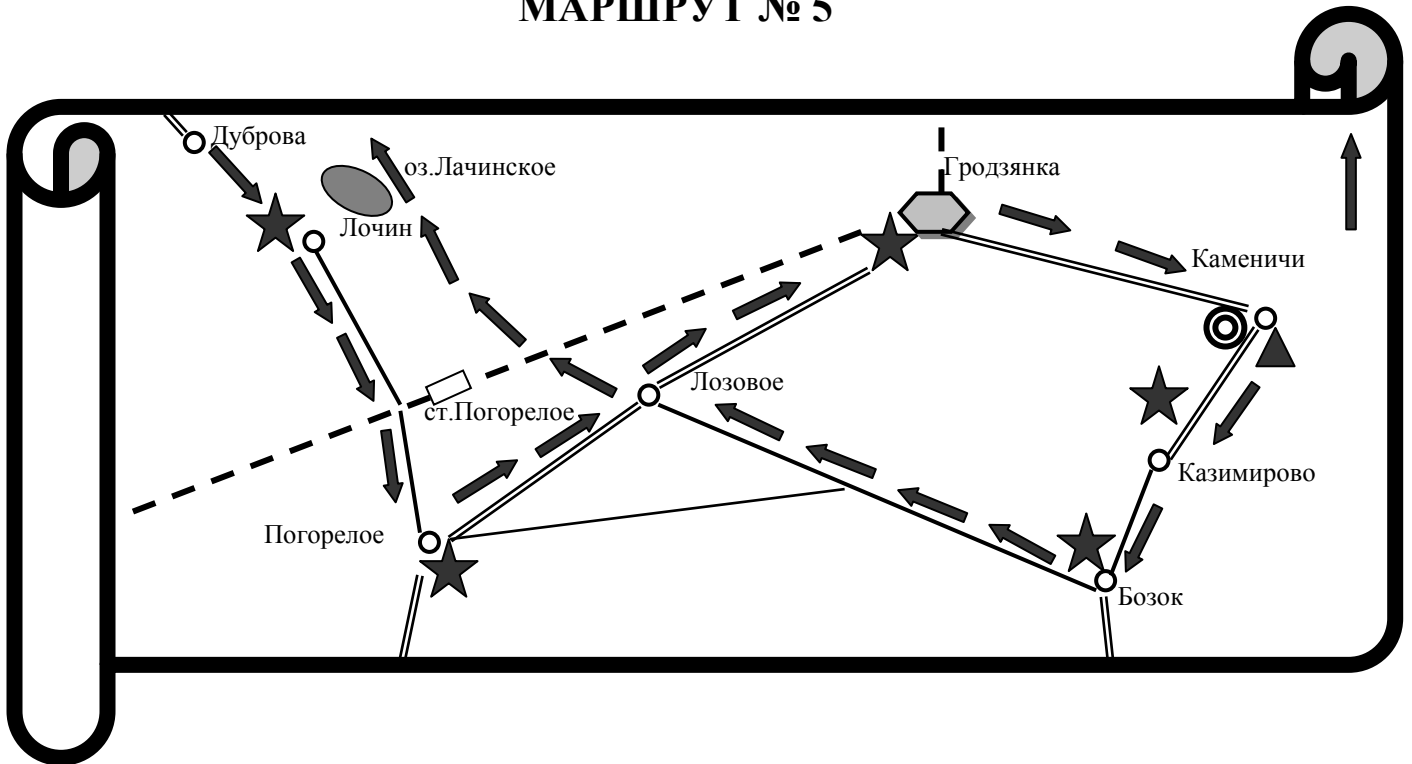 МАРШРУТ № 5
Дуброва
оз.Лачинское
Гродзянка
Лочин
Каменичи
Лозовое
ст.Погорелое
Казимирово
Погорелое
Бозок